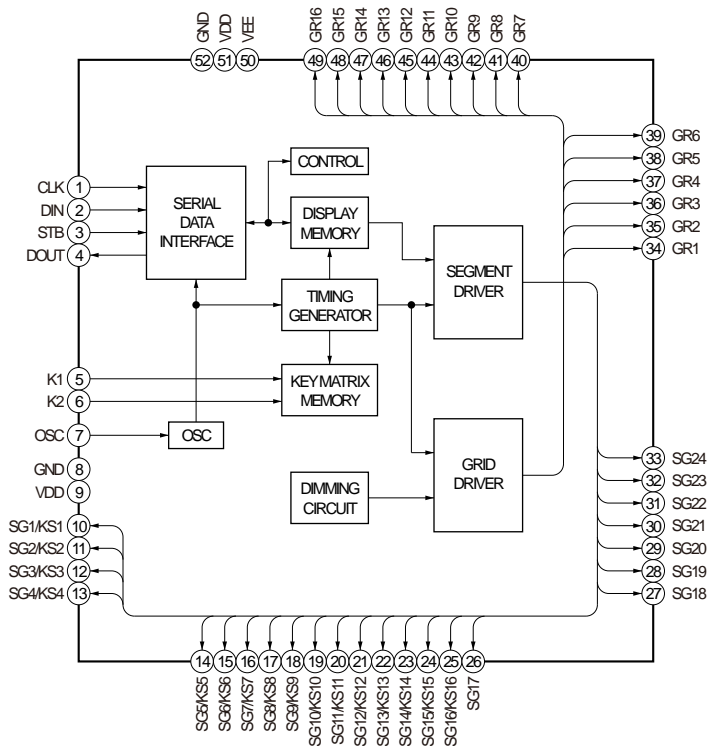 GND
VDD
VEE
GR16
GR15
GR14
GR13
GR12
GR11
GR10
GR9
GR8
GR7
52
51
50
49
48
47
46
45
44
43
42
41
40
CLK 1
DIN 2
STB 3
DOUT 4
K1 5
K2 6
OSC 7
GND 8
VDD 9
SG1/KS1 10
SG2/KS2 11
SG3/KS3 12
SG4/KS4 13
SERIAL
DATA
INTERFACE
CONTROL
DISPLAY
MEMORY
TIMING
GENERATOR
KEY MATRIX
MEMORY
OSC
DIMMING
CIRCUIT
SEGMENT
DRIVER
GRID
DRIVER
39 GR6
38 GR5
37 GR4
36 GR3
35 GR2
34 GR1
33 SG24
32 SG23
31 SG22
30 SG21
29 SG20
28 SG19
27 SG18
14
15
16
17
18
19
20
21
22
23
24
25
26
SG5/KS5
SG6/KS6
SG7/KS7
SG8/KS8
SG9/KS9
SG10/KS10
SG11/KS11
SG12/KS12
SG13/KS13
SG14/KS14
SG15/KS15
SG16/KS16
SG17